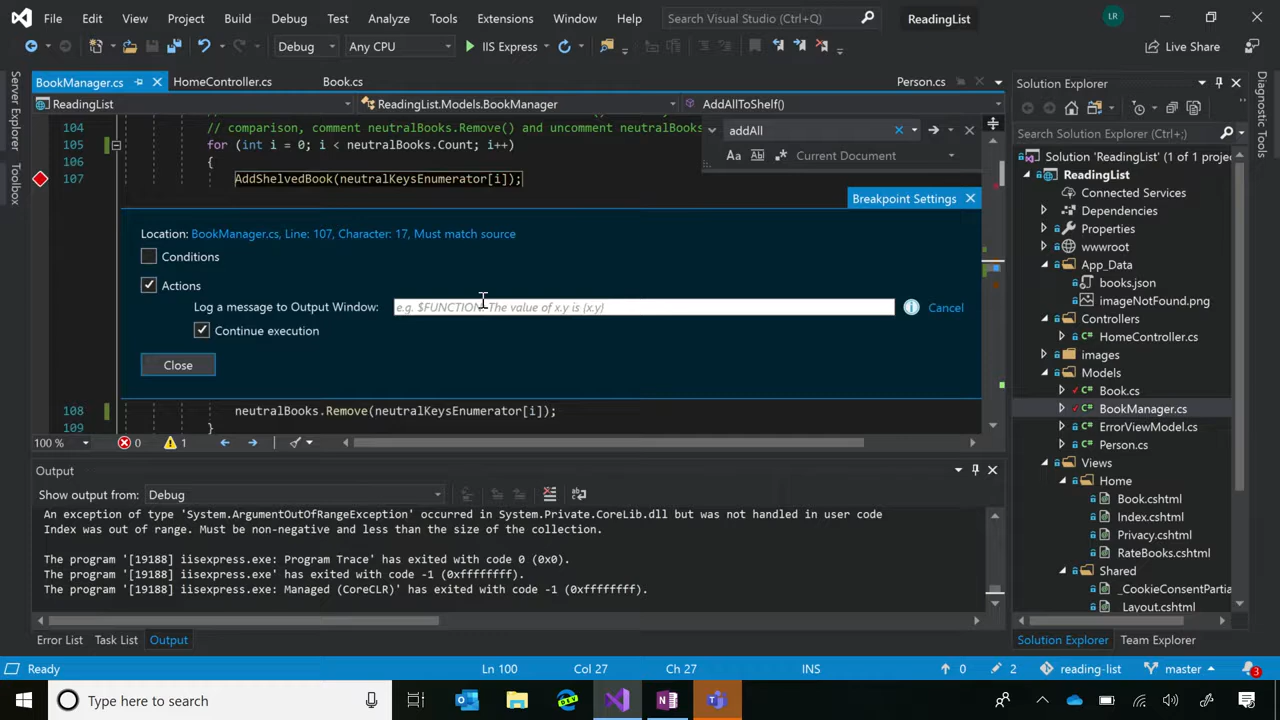 File Edit View Project Build Debug Test Analyze Tools Extensions Window Help Search Visual Studio (Ctrl+Q) ReadingList LR
Debug Any CPU IIS Express Live Share
Server Explorer
Toolbox
BookManager.cs HomeController.cs Book.cs Person.cs
ReadingList ReadingList.Models.BookManager AddAllToShelf()
addAll
Aa Current Document
104 // comparison, comment neutralBooks.Remove() and uncomment neutralBooks
105 for (int i = 0; i < neutralBooks.Count; i++)
106 {
107 AddShelvedBook(neutralKeysEnumerator[i]);
Breakpoint Settings
Location: BookManager.cs, Line: 107, Character: 17, Must match source
Conditions
Actions
Log a message to Output Window: e.g. $FUNCTION: The value of x.y is {x.y} Cancel
Continue execution
Close
108 neutralBooks.Remove(neutralKeysEnumerator[i]);
109 }
100 % 0 1
Output
Show output from: Debug
An exception of type 'System.ArgumentOutOfRangeException' occurred in System.Private.CoreLib.dll but was not handled in user code
Index was out of range. Must be non-negative and less than the size of the collection.
The program '[19188] iisexpress.exe: Program Trace' has exited with code 0 (0x0).
The program '[19188] iisexpress.exe' has exited with code -1 (0xffffffff).
The program '[19188] iisexpress.exe: Managed (CoreCLR)' has exited with code -1 (0xffffffff).
Error List Task List Output
Solution Explorer
Search Solution Explorer (Ctrl+;)
Solution 'ReadingList' (1 of 1 proje
ReadingList
Connected Services
Dependencies
Properties
wwwroot
App_Data
books.json
imageNotFound.png
Controllers
HomeController.cs
images
Models
Book.cs
BookManager.cs
ErrorViewModel.cs
Person.cs
Views
Home
Book.cshtml
Index.cshtml
Privacy.cshtml
RateBooks.cshtml
Shared
_CookieConsentPartia
_Layout.cshtml
Solution Explorer Team Explorer
Diagnostic Tools
Ready Ln 100 Col 27 Ch 27 INS 0 2 reading-list master 3
Type here to search